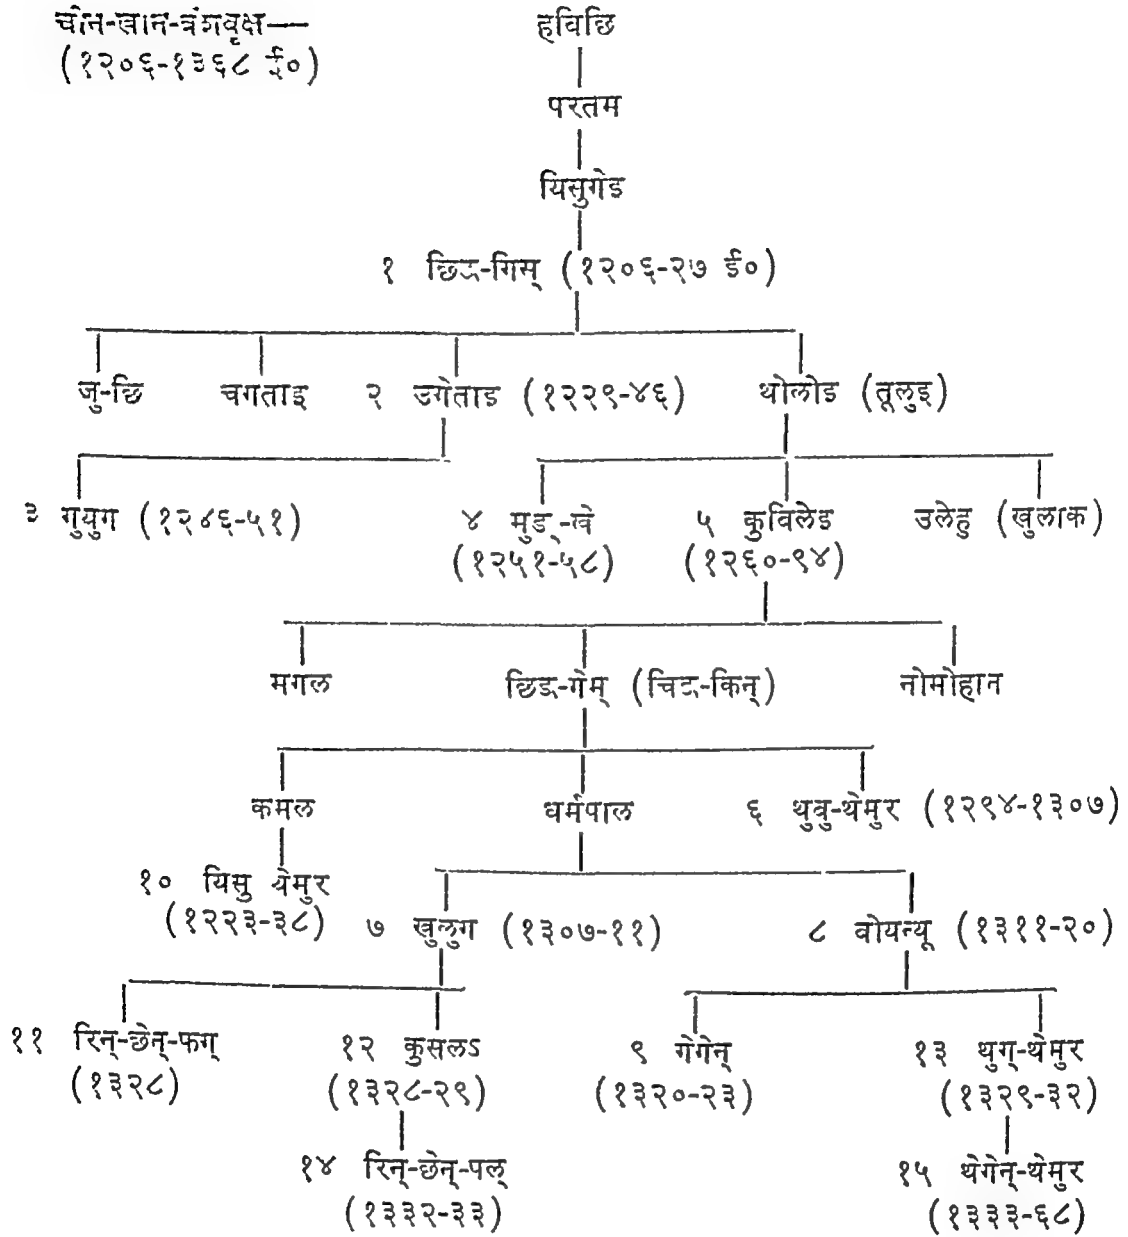 चीन-खान-वंशवृक्ष—
(१२०६-१३६८ ई०)
हविछि
परतम
यिसुगेइ
१ छिङ-गिस् (१२०६-२७ ई०)
जु-छि चगताइ २ उगेताइ (१२२९-४६) थोलोइ (तूलुइ)
३ गुयुग (१२४६-५१) ४ मुङ्-खे ५ कुविलेइ उलेहु (खुलाक)
(१२५१-५८) (१२६०-९४)
मगल छिङ-गेम् (चिङ-किन्) नोमोहान
कमल धर्मपाल ६ थुवु-थेमुर (१२९४-१३०७)
१० यिसु थेमुर
(१२२३-३८) ७ खुलुग (१३०७-११) ८ वोयन्थू (१३११-२०)
११ रिन्-छेन्-फग् १२ कुसलऽ ९ गेगेन् १३ थुग्-थेमुर
(१३२८) (१३२८-२९) (१३२०-२३) (१३२९-३२)
१४ रिन्-छेन्-पल् १५ थेगेन्-थेमुर
(१३३२-३३) (१३३३-६८)